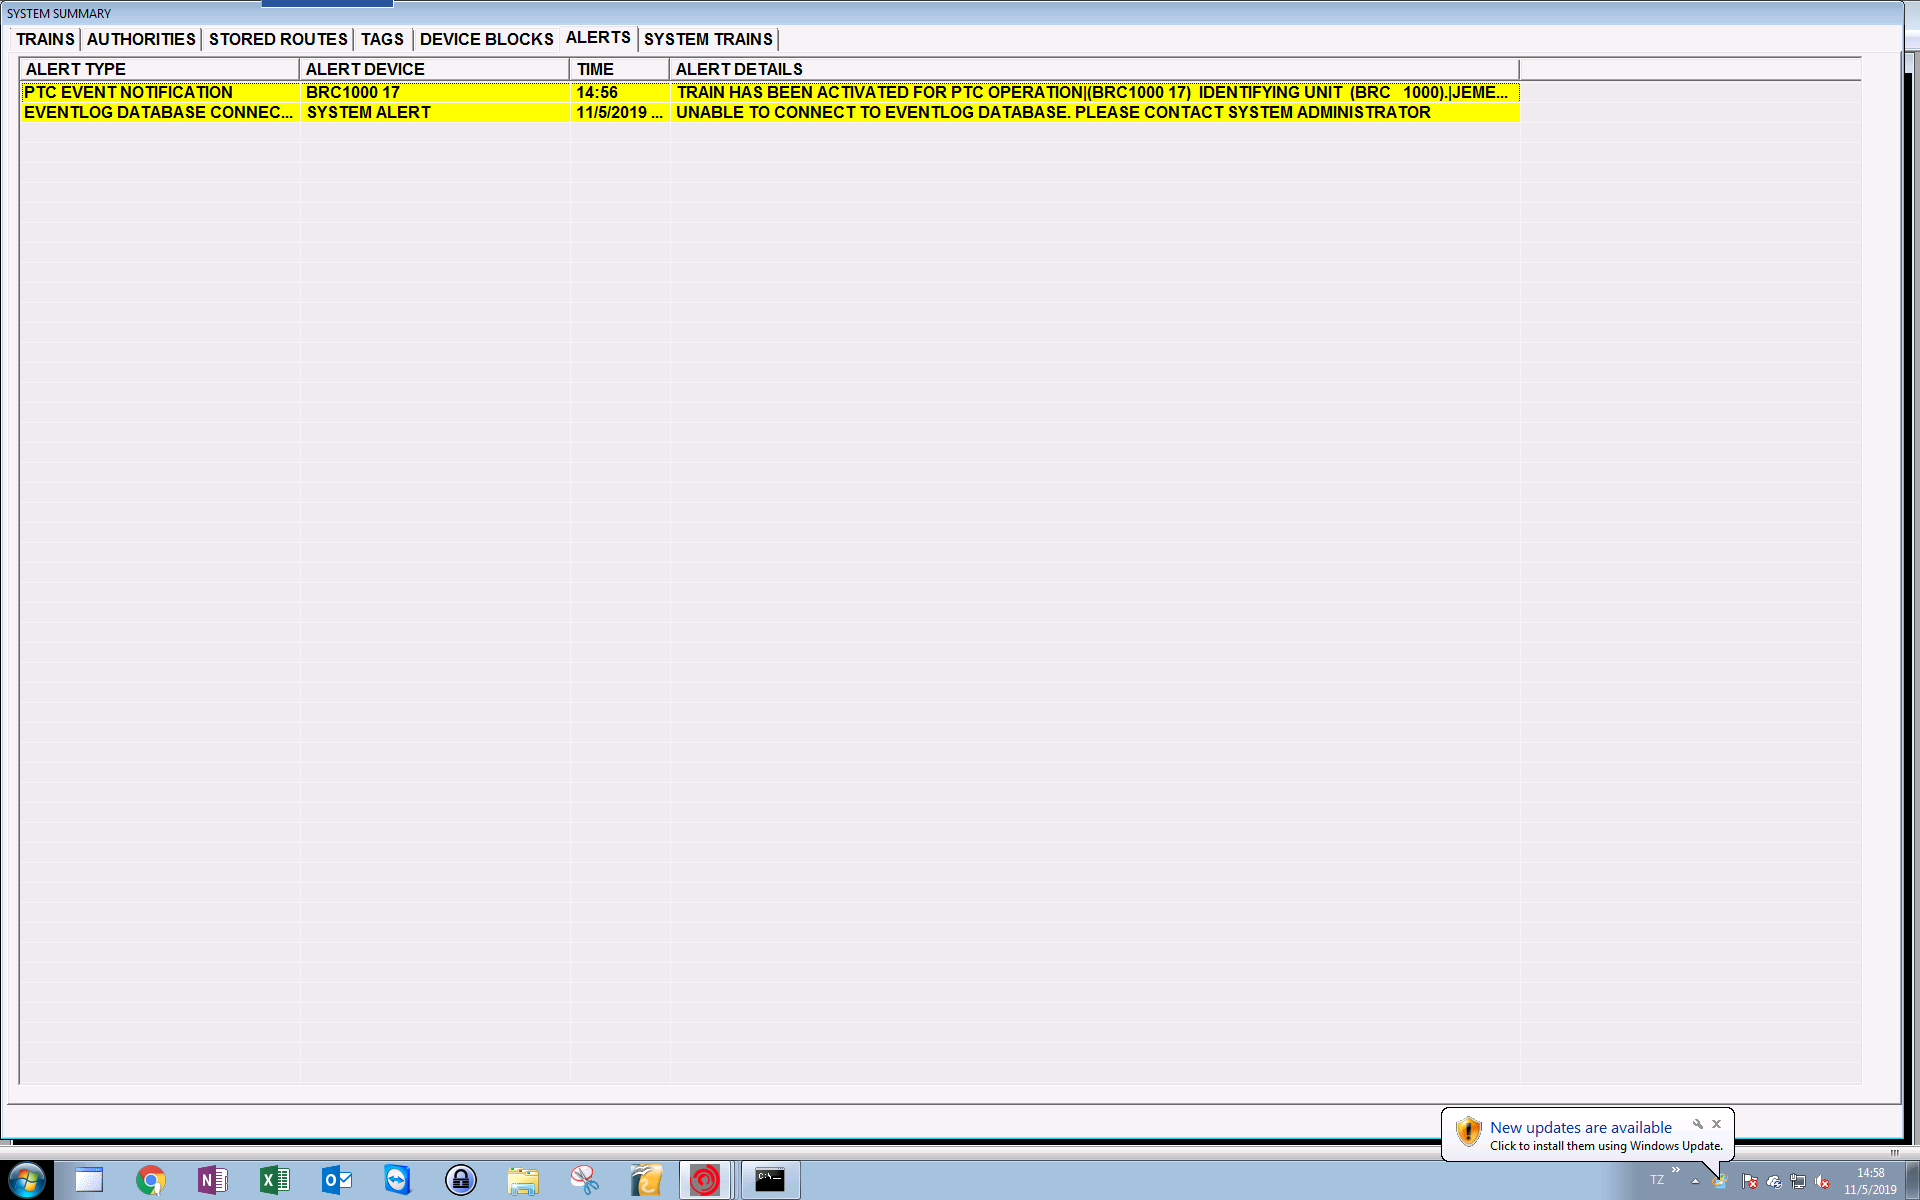 SYSTEM SUMMARY
TRAINS AUTHORITIES STORED ROUTES TAGS DEVICE BLOCKS ALERTS SYSTEM TRAINS
ALERT TYPE ALERT DEVICE TIME ALERT DETAILS
PTC EVENT NOTIFICATION BRC1000 17 14:56 TRAIN HAS BEEN ACTIVATED FOR PTC OPERATION|(BRC1000 17) IDENTIFYING UNIT (BRC 1000).|JEME...
EVENTLOG DATABASE CONNEC... SYSTEM ALERT 11/5/2019 ... UNABLE TO CONNECT TO EVENTLOG DATABASE. PLEASE CONTACT SYSTEM ADMINISTRATOR
New updates are available
Click to install them using Windows Update.
TZ
14:58
11/5/2019